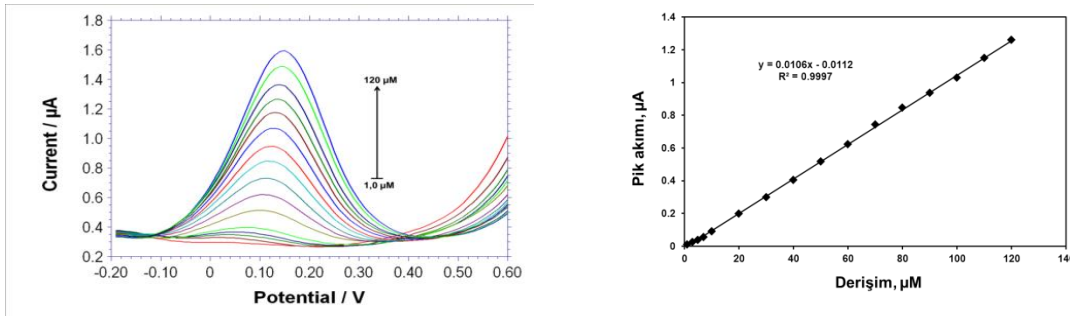 1.8
1.6
1.4
1.2
1.0
0.8
0.6
0.4
0.2
-0.20 -0.10 0 0.10 0.20 0.30 0.40 0.50 0.60
Current / µA
Potential / V
120 µM
1,0 µM
1.4
1.2
1
0.8
0.6
0.4
0.2
0
0 20 40 60 80 100 120 140
Pik akımı, µA
Derişim, µM
y = 0.0106x - 0.0112
R² = 0.9997